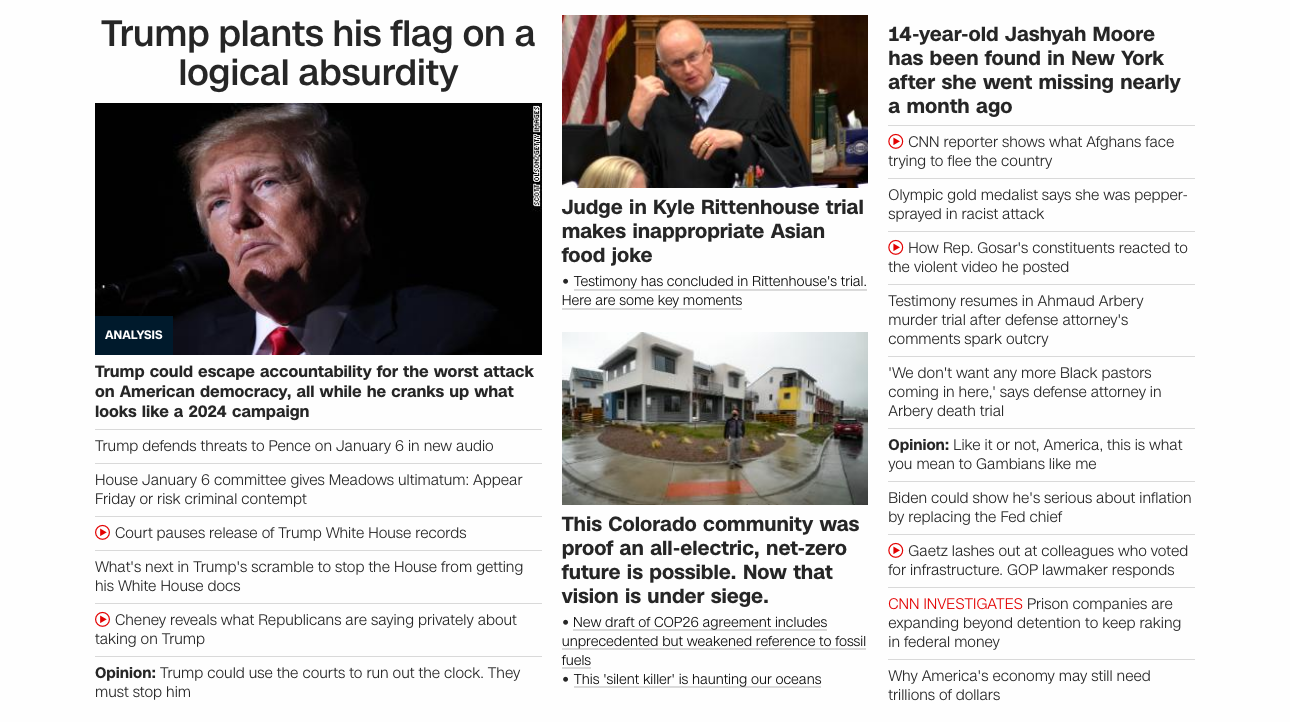 Trump plants his flag on a
logical absurdity
SCOTT OLSON/GETTY IMAGES
ANALYSIS
Trump could escape accountability for the worst attack
on American democracy, all while he cranks up what
looks like a 2024 campaign
Trump defends threats to Pence on January 6 in new audio
House January 6 committee gives Meadows ultimatum: Appear
Friday or risk criminal contempt
Court pauses release of Trump White House records
What's next in Trump's scramble to stop the House from getting
his White House docs
Cheney reveals what Republicans are saying privately about
taking on Trump
Opinion: Trump could use the courts to run out the clock. They
must stop him
Judge in Kyle Rittenhouse trial
makes inappropriate Asian
food joke
• Testimony has concluded in Rittenhouse's trial.
Here are some key moments
This Colorado community was
proof an all-electric, net-zero
future is possible. Now that
vision is under siege.
• New draft of COP26 agreement includes
unprecedented but weakened reference to fossil
fuels
• This 'silent killer' is haunting our oceans
14-year-old Jashyah Moore
has been found in New York
after she went missing nearly
a month ago
CNN reporter shows what Afghans face
trying to flee the country
Olympic gold medalist says she was pepper-
sprayed in racist attack
How Rep. Gosar's constituents reacted to
the violent video he posted
Testimony resumes in Ahmaud Arbery
murder trial after defense attorney's
comments spark outcry
'We don't want any more Black pastors
coming in here,' says defense attorney in
Arbery death trial
Opinion: Like it or not, America, this is what
you mean to Gambians like me
Biden could show he's serious about inflation
by replacing the Fed chief
Gaetz lashes out at colleagues who voted
for infrastructure. GOP lawmaker responds
CNN INVESTIGATES Prison companies are
expanding beyond detention to keep raking
in federal money
Why America's economy may still need
trillions of dollars